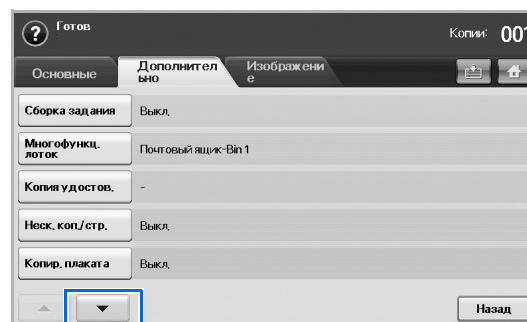 Готов
Копии: 001
Основные
Дополнител
ьно
Изображени
е
Сборка задания
Выкл.
Многофункц.
лоток
Почтовый ящик-Bin 1
Копия удостов.
-
Неск. коп./стр.
Выкл.
Копир. плаката
Выкл.
Назад